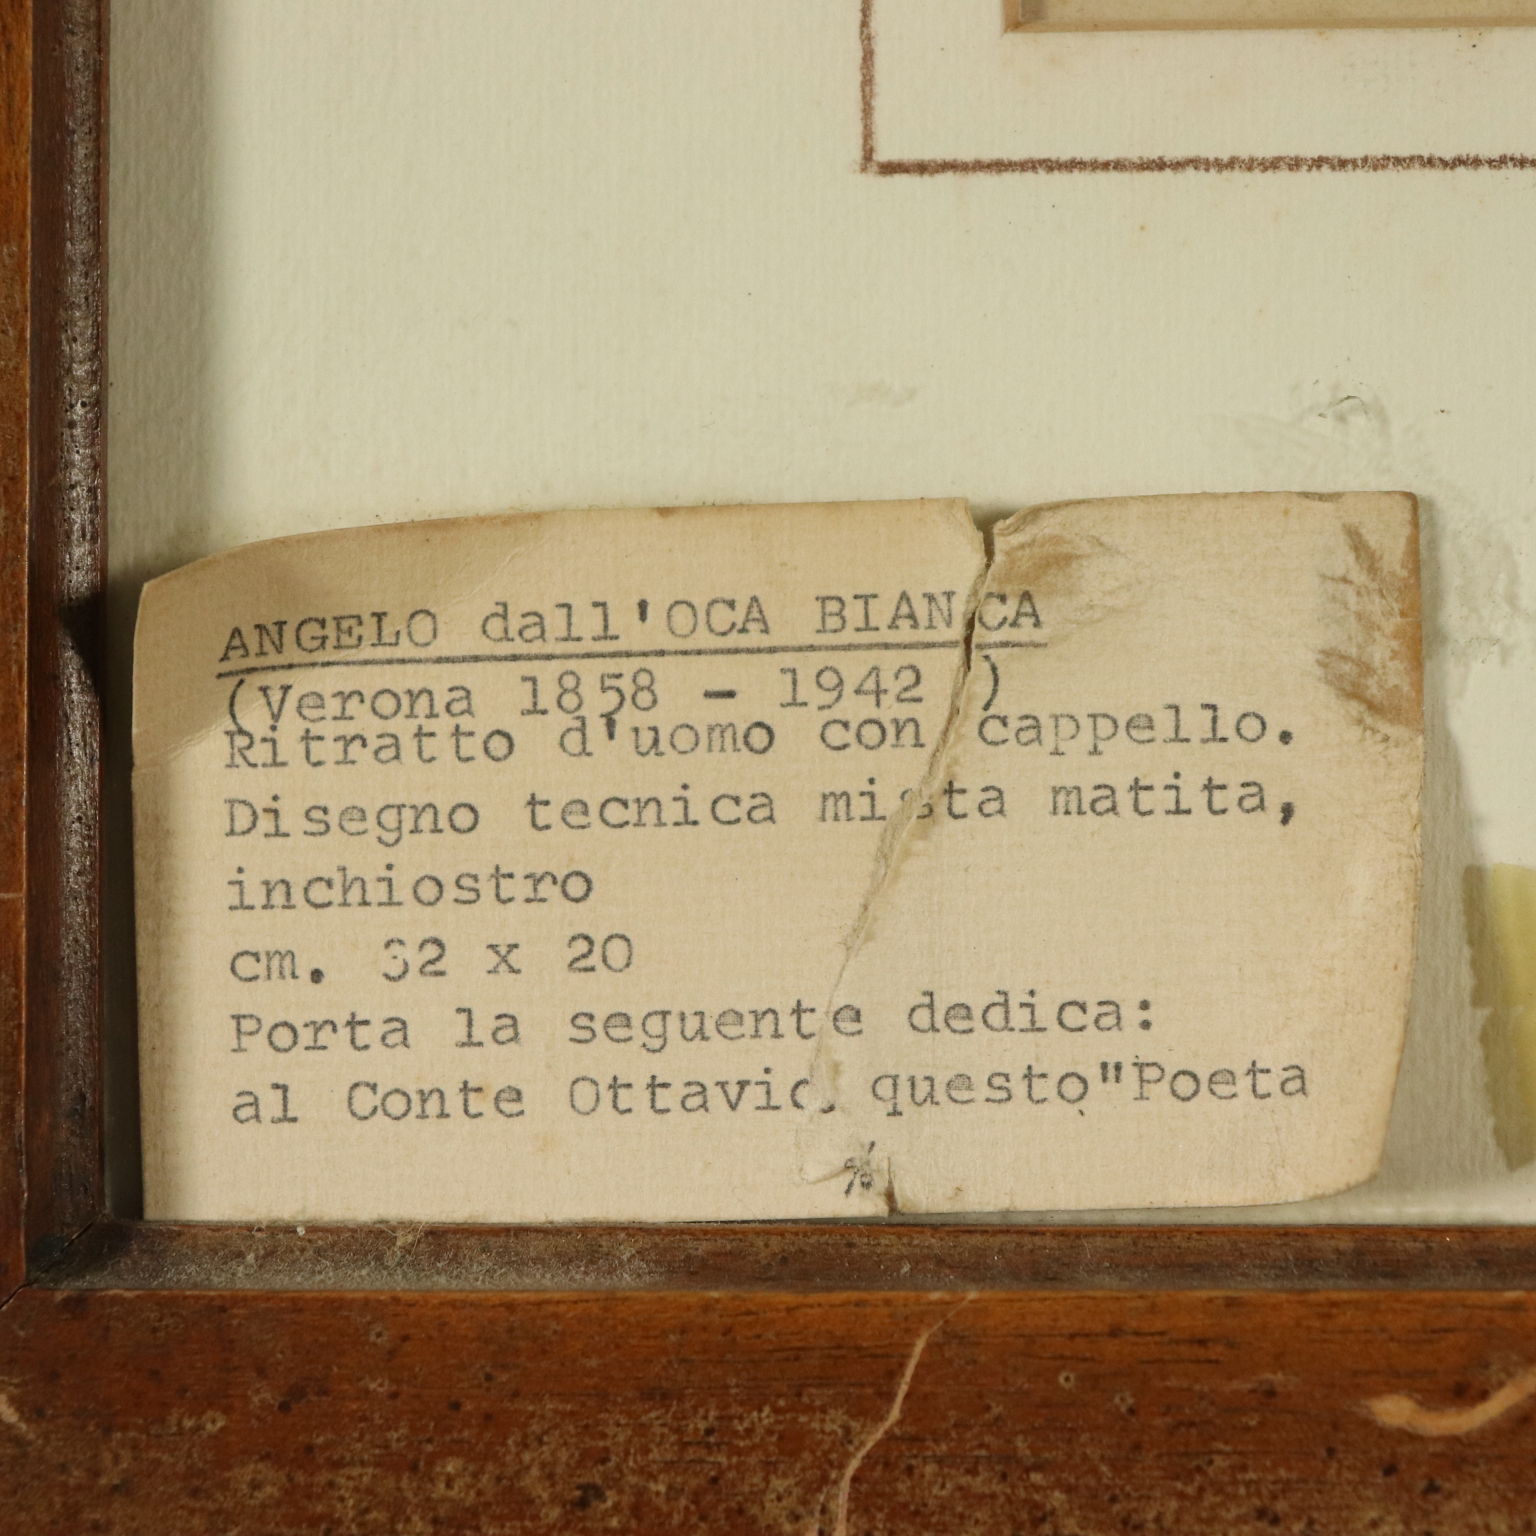 ANGELO dall'OCA BIANCA
(Verona 1858 - 1942 )
Ritratto d'uomo con cappello.
Disegno tecnica mista matita,
inchiostro
cm. 32 x 20
Porta la seguente dedica:
al Conte Ottavio, questo"Poeta
%